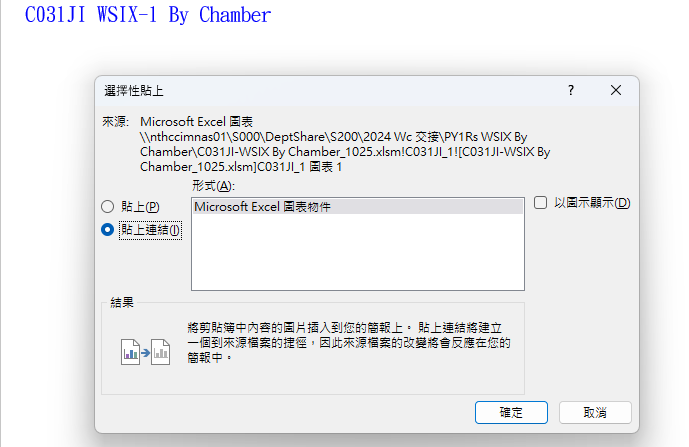 C031JI WSIX-1 By Chamber
選擇性貼上
?
來源: Microsoft Excel 圖表
\\nthccimnas01\S000\DeptShare\S200\2024 Wc 交接\PY1Rs WSIX By
Chamber\C031JI-WSIX By Chamber_1025.xlsm!C031JI_1![C031JI-WSIX By
Chamber_1025.xlsm]C031JI_1 圖表 1
形式(A):
貼上(P)
Microsoft Excel 圖表物件
以圖示顯示(D)
貼上連結(I)
結果
將剪貼簿中內容的圖片插入到您的簡報上。 貼上連結將建立
一個到來源檔案的捷徑，因此來源檔案的改變將會反應在您的
簡報中。
確定
取消